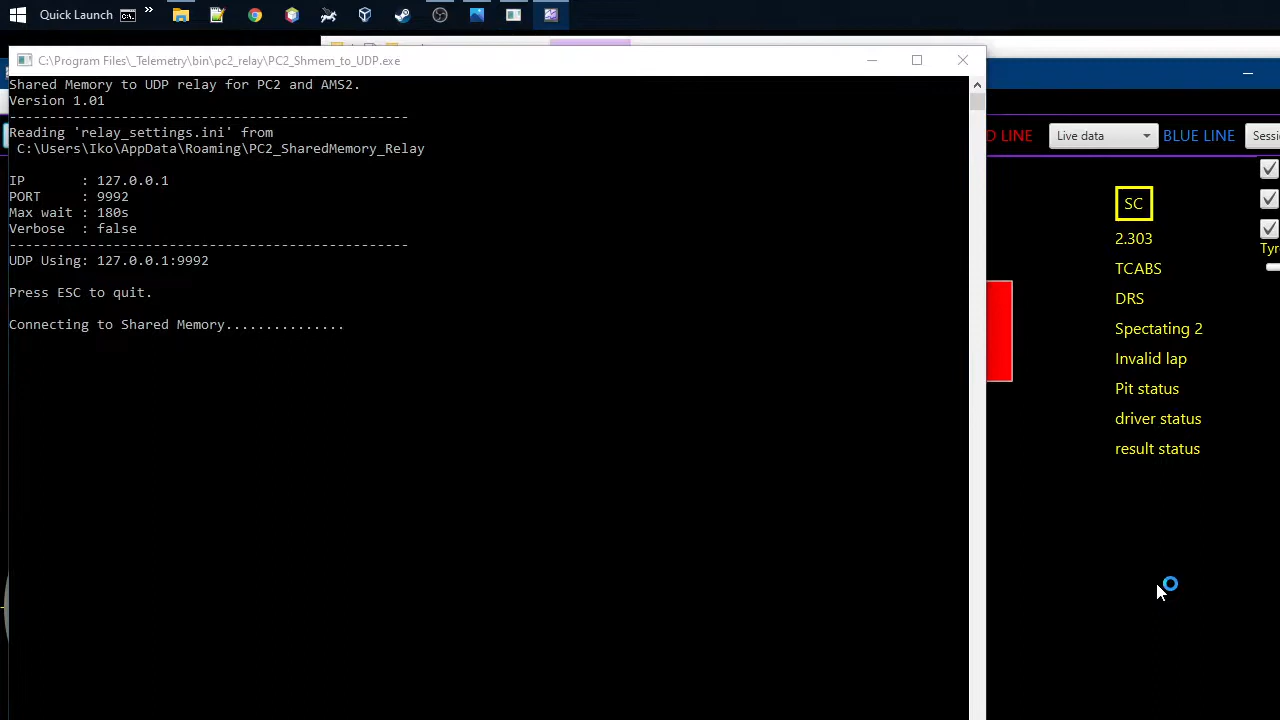 Quick Launch
C:\Program Files\_Telemetry\bin\pc2_relay\PC2_Shmem_to_UDP.exe
Shared Memory to UDP relay for PC2 and AMS2.
Version 1.01
--------------------------------------------------
Reading 'relay_settings.ini' from
C:\Users\Iko\AppData\Roaming\PC2_SharedMemory_Relay
IP : 127.0.0.1
PORT : 9992
Max wait : 180s
Verbose : false
--------------------------------------------------
UDP Using: 127.0.0.1:9992
Press ESC to quit.
Connecting to Shared Memory...............
D LINE
Live data
BLUE LINE
Sessi
SC
2.303
TCABS
DRS
Spectating 2
Invalid lap
Pit status
driver status
result status
Tyr